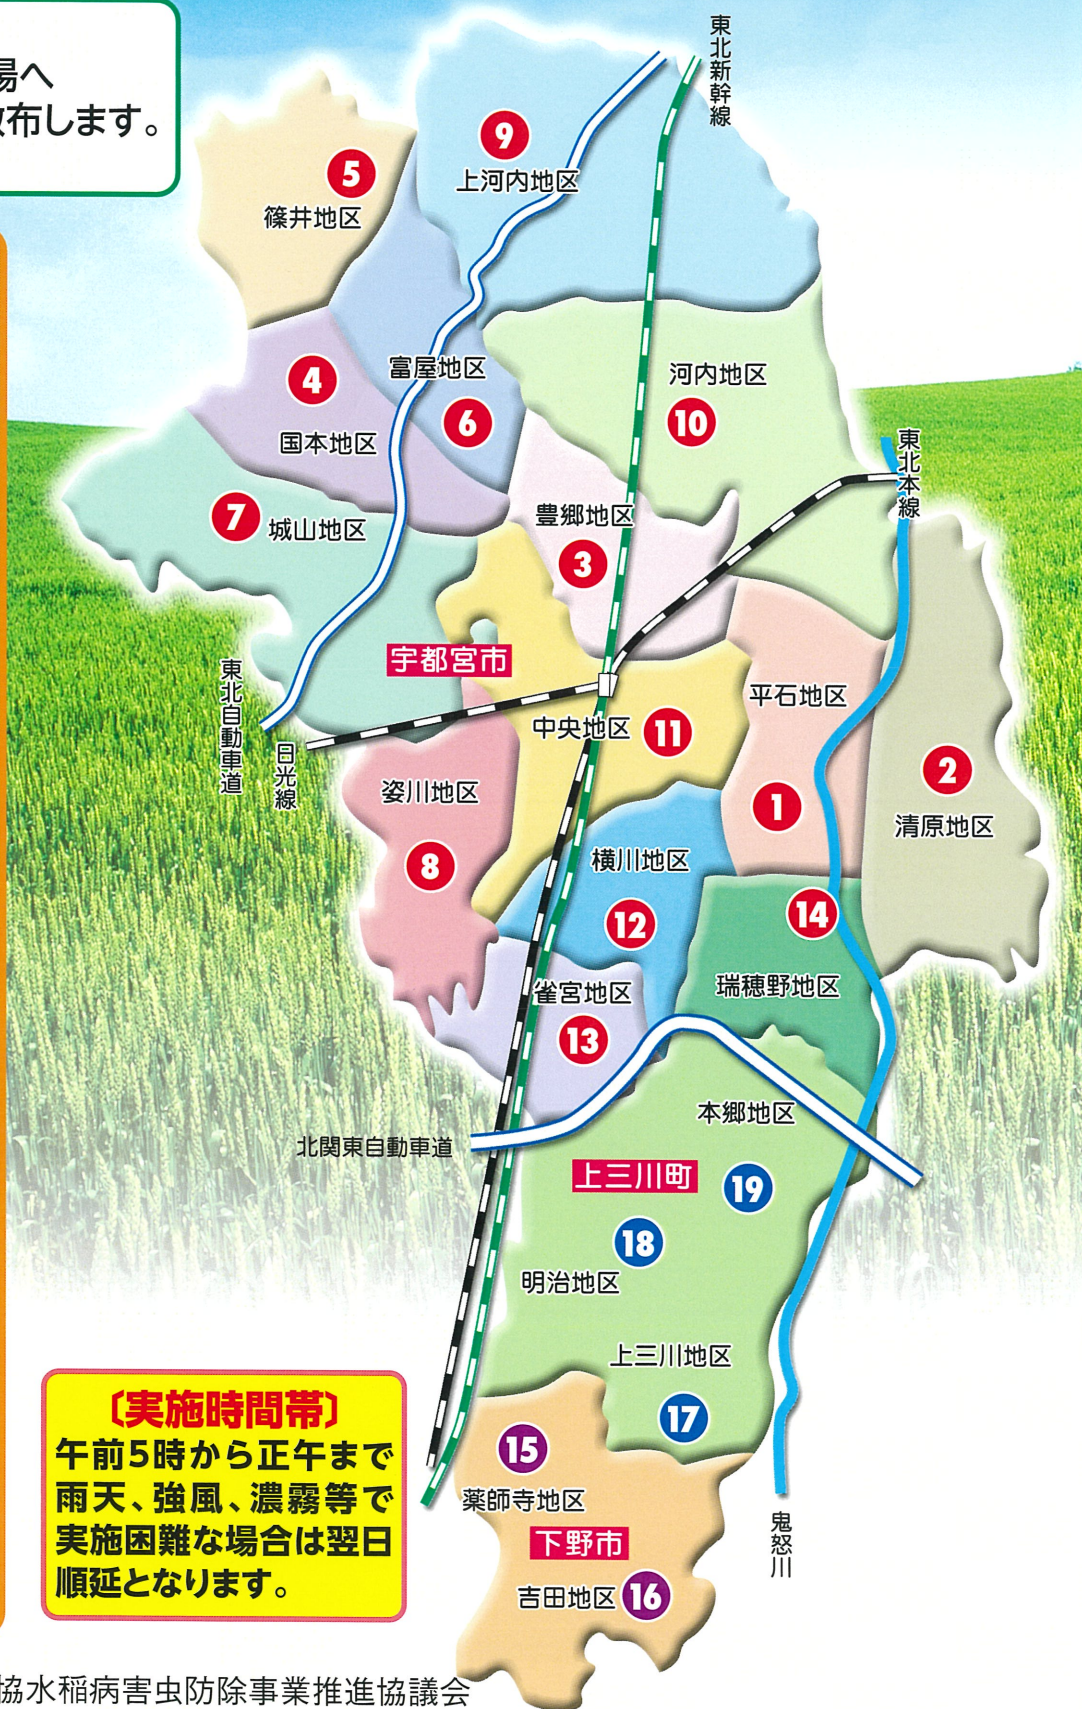 場へ
布します。
東北新幹線
9
上河内地区
5
篠井地区
富屋地区
6
4
国本地区
河内地区
10
東北本線
7
城山地区
豊郷地区
3
宇都宮市
平石地区
1
中央地区
11
2
清原地区
東北自動車道
日光線
姿川地区
8
横川地区
12
14
瑞穂野地区
雀宮地区
13
本郷地区
19
北関東自動車道
上三川町
18
明治地区
上三川地区
17
15
薬師寺地区
下野市
吉田地区
16
鬼怒川
〔実施時間帯〕
午前5時から正午まで
雨天、強風、濃霧等で
実施困難な場合は翌日
順延となります。
協水稲病害虫防除事業推進協議会